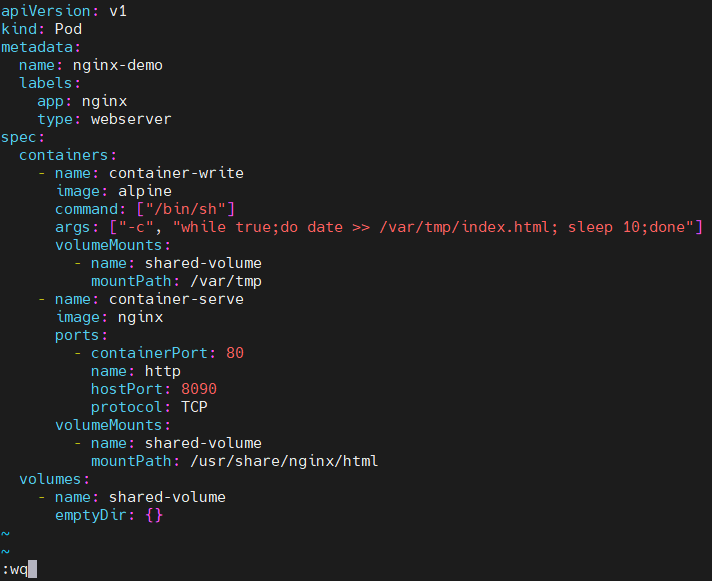 apiVersion: v1
kind: Pod
metadata:
  name: nginx-demo
  labels:
    app: nginx
    type: webserver
spec:
  containers:
    - name: container-write
      image: alpine
      command: ["/bin/sh"]
      args: ["-c", "while true;do date >> /var/tmp/index.html; sleep 10;done"]
      volumeMounts:
        - name: shared-volume
          mountPath: /var/tmp
    - name: container-serve
      image: nginx
      ports:
        - containerPort: 80
          name: http
          hostPort: 8090
          protocol: TCP
      volumeMounts:
        - name: shared-volume
          mountPath: /usr/share/nginx/html
  volumes:
    - name: shared-volume
      emptyDir: {}
~
~
:wq